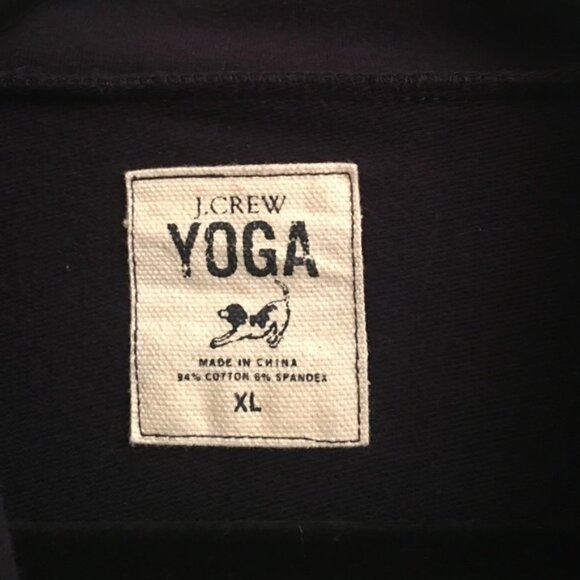 J.CREW
YOGA
MADE IN CHINA
94% COTTON 6% SPANDEX
XL